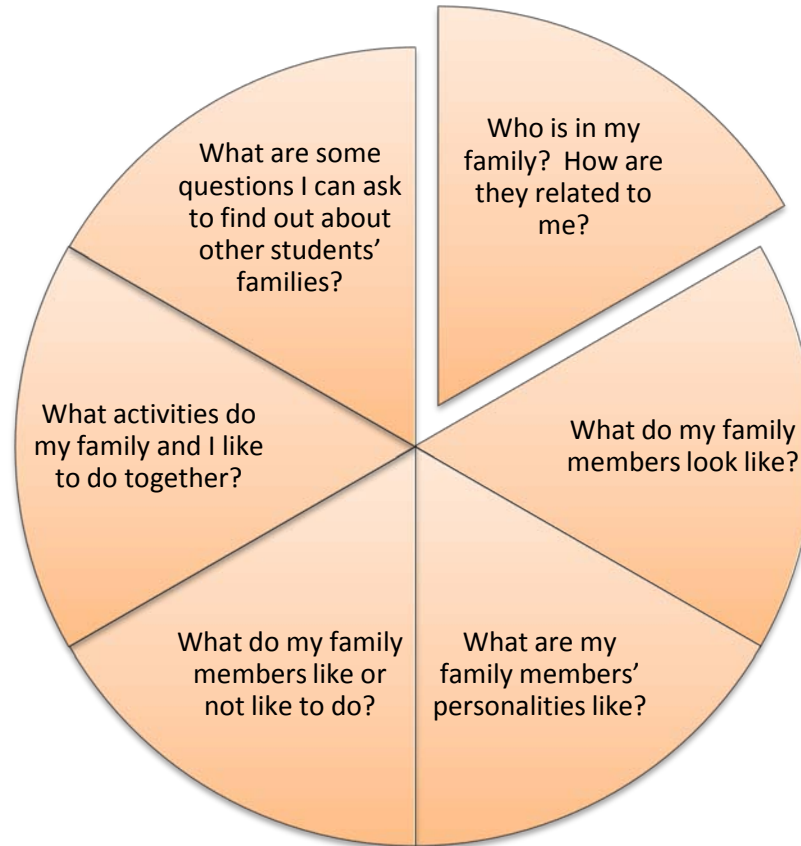 Who is in my
family?  How are
they related to
me?
What do my family
members look like?
What are my
family members’
personalities like?
What do my family
members like or
not like to do?
What activities do
my family and I like
to do together?
What are some
questions I can ask
to find out about
other students’
families?